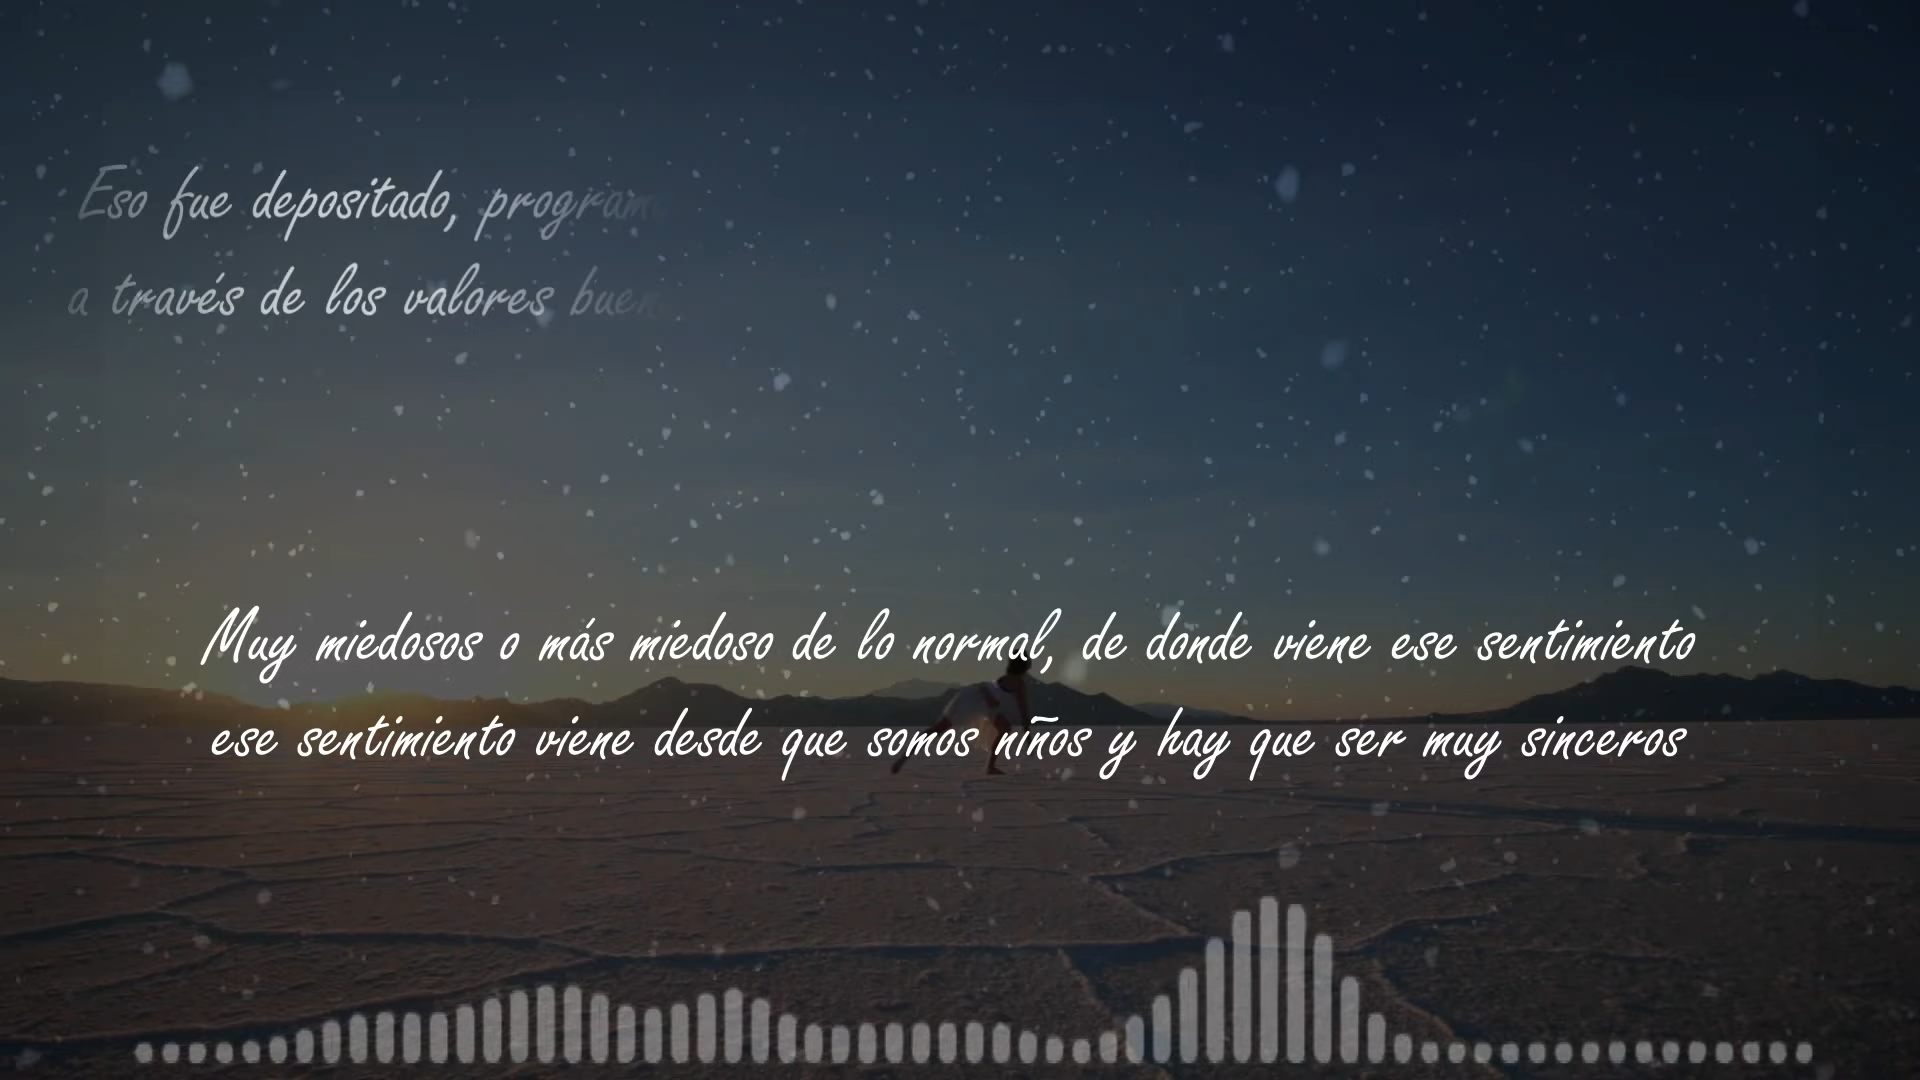 Eso fue depositado,
a través de los valores
Muy miedosos o más miedoso de lo normal, de donde viene ese sentimiento
ese sentimiento viene desde que somos niños y hay que ser muy sinceros